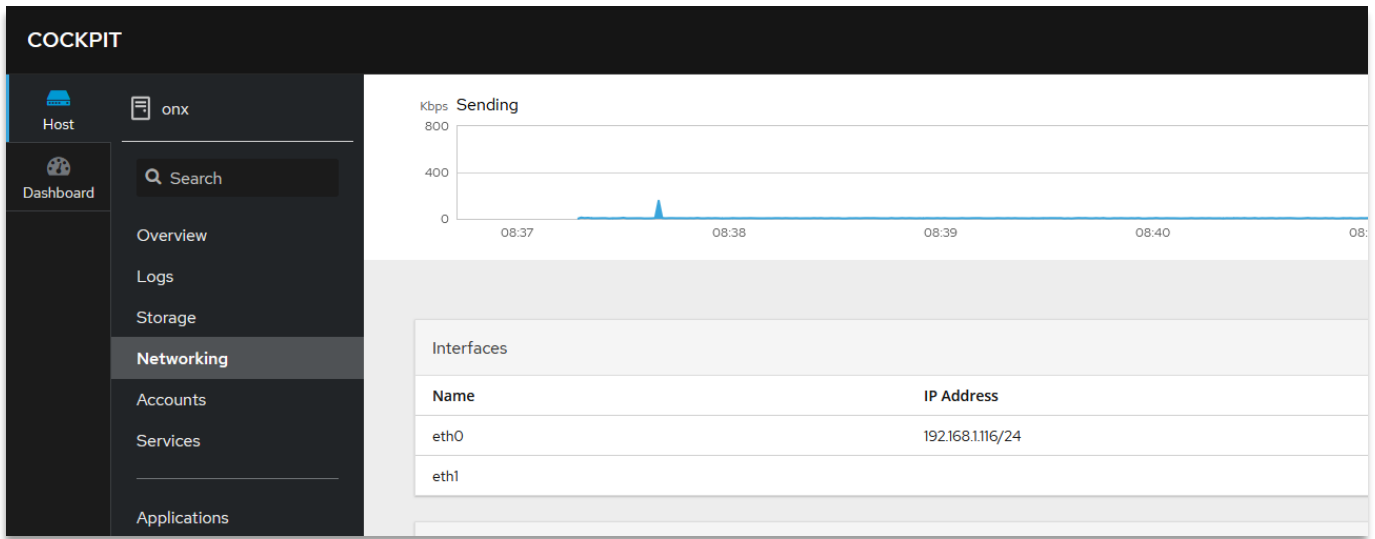 COCKPIT
Host
Dashboard
onx
Search
Overview
Logs
Storage
Networking
Accounts
Services
Applications
Kbps Sending
800
400
0
08:37 08:38 08:39 08:40 08:
Interfaces
Name IP Address
eth0 192.168.1.116/24
eth1